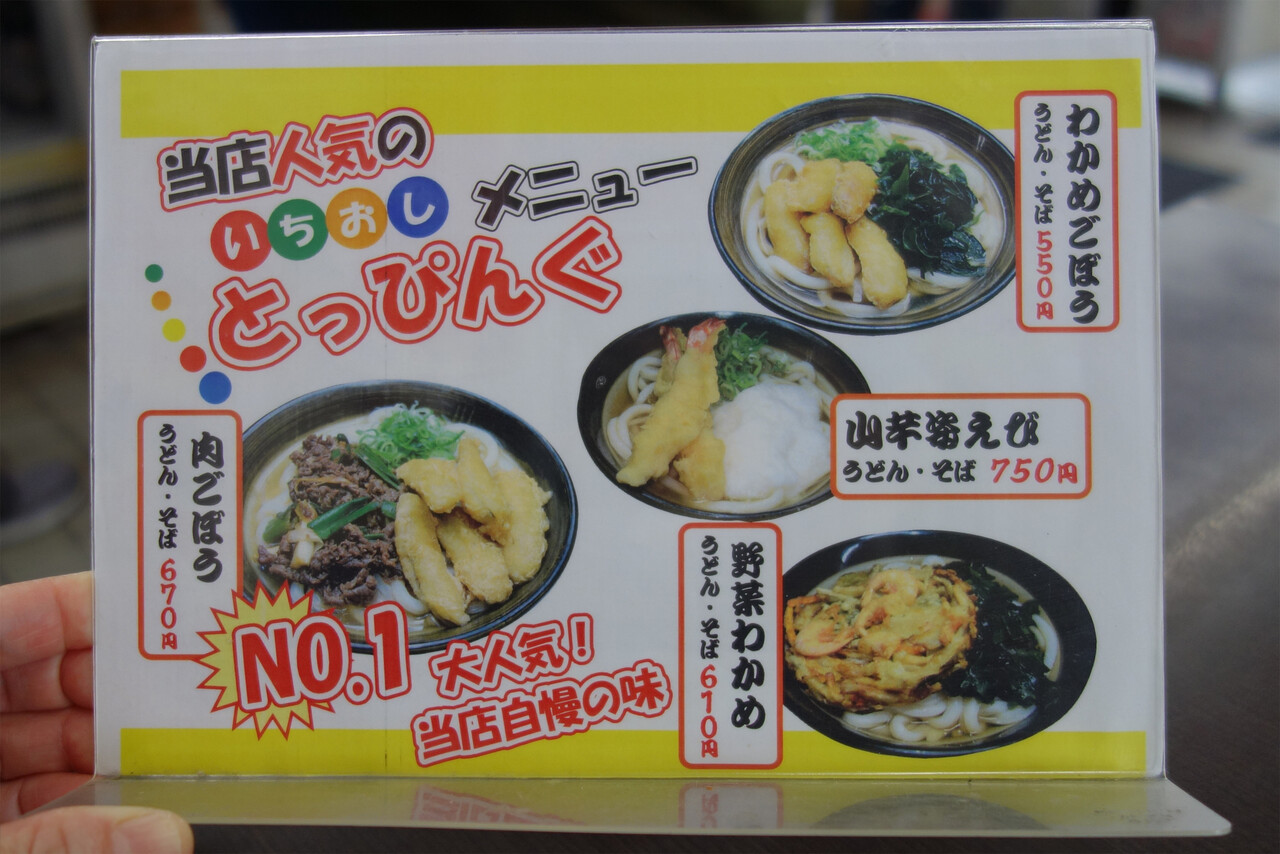 当店人気の
いちおし
メニュー
とっぴんぐ
わかめごぼう
うどん・そば 550円
山芋海えび
うどん・そば 750円
肉ごぼう
うどん・そば 670円
NO.1
大人気！
当店自慢の味
野菜わかめ
うどん・そば 610円